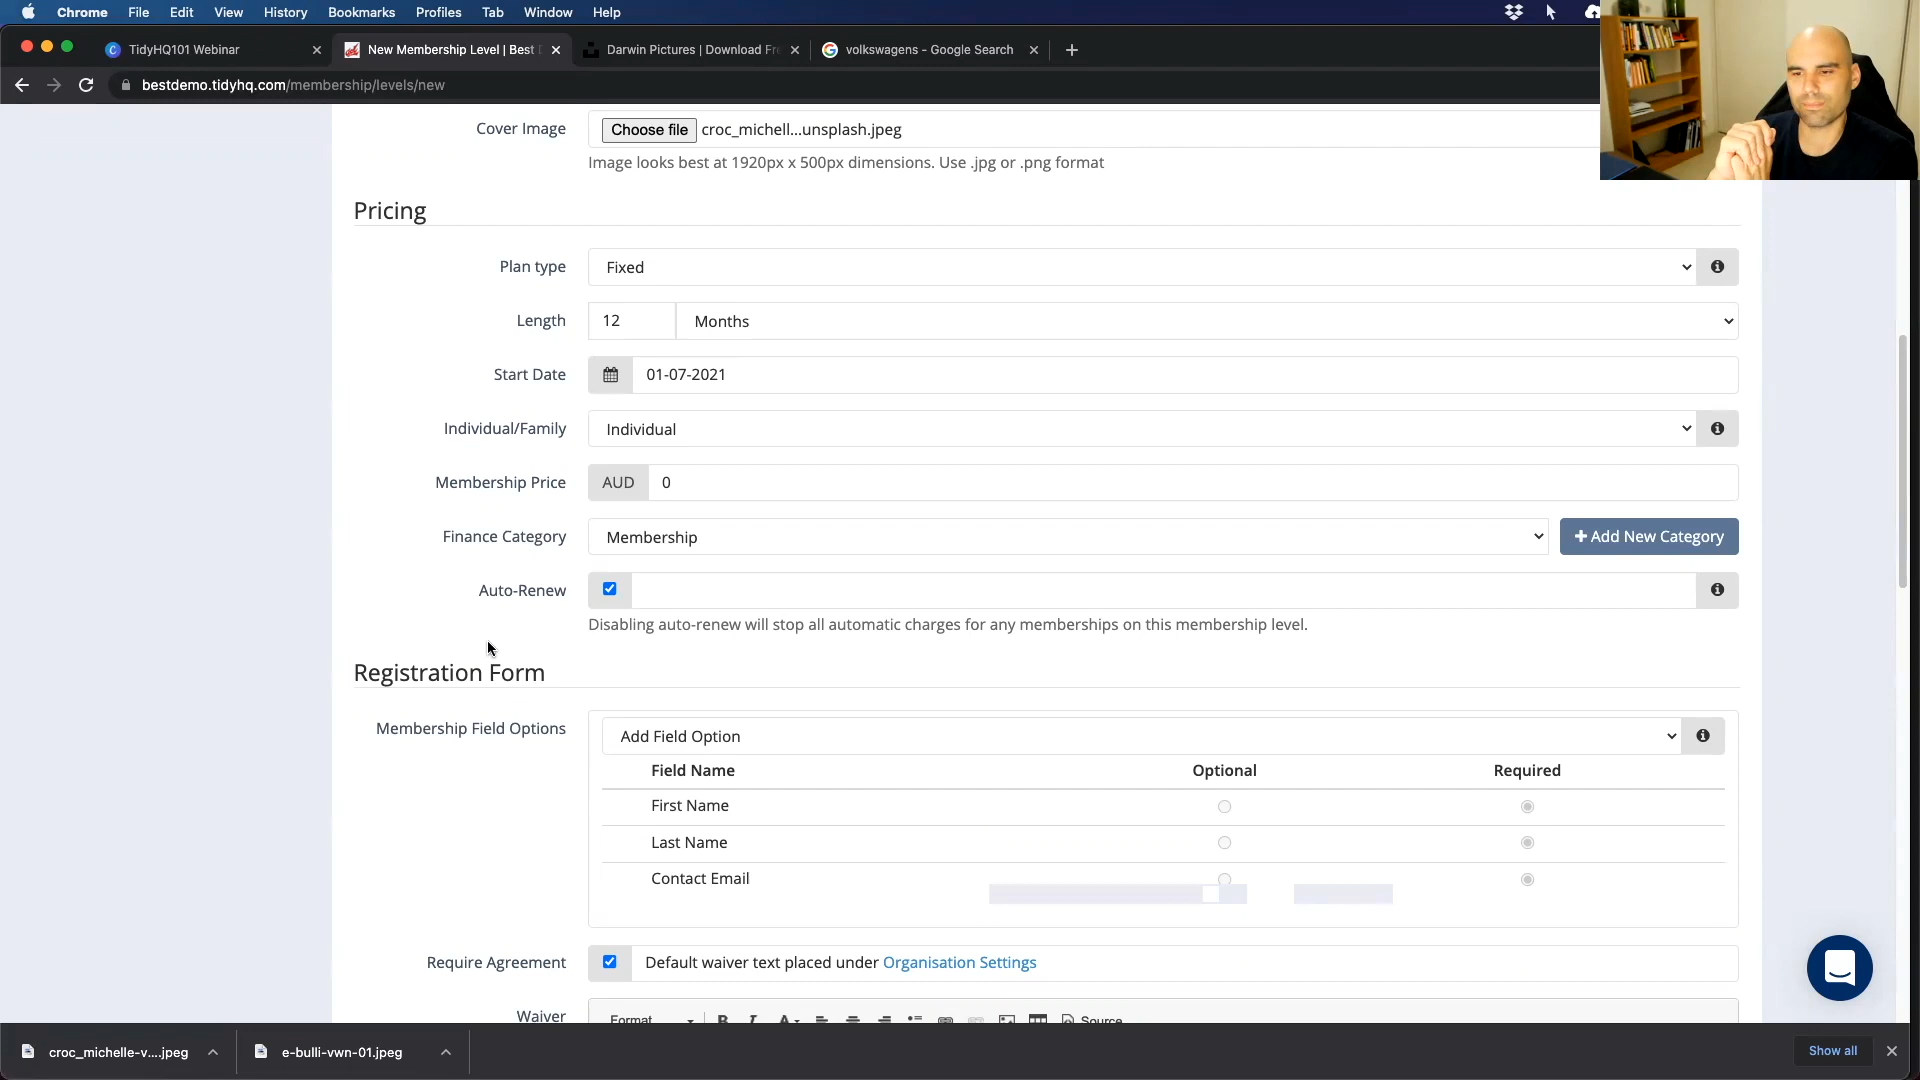 Chrome File Edit View History Bookmarks Profiles Tab Window Help
TidyHQ101 Webinar
New Membership Level | Best
Darwin Pictures | Download Fr
volkswagens - Google Search
bestdemo.tidyhq.com/membership/levels/new
Cover Image Choose file croc_michell...unsplash.jpeg
Image looks best at 1920px x 500px dimensions. Use .jpg or .png format
Pricing
Plan type Fixed
Length 12 Months
Start Date 01-07-2021
Individual/Family Individual
Membership Price AUD 0
Finance Category Membership + Add New Category
Auto-Renew
Disabling auto-renew will stop all automatic charges for any memberships on this membership level.
Registration Form
Membership Field Options Add Field Option
Field Name Optional Required
First Name
Last Name
Contact Email
Require Agreement Default waiver text placed under Organisation Settings
Waiver Format B I A Source
croc_michelle-v....jpeg e-bulli-vwn-01.jpeg Show all